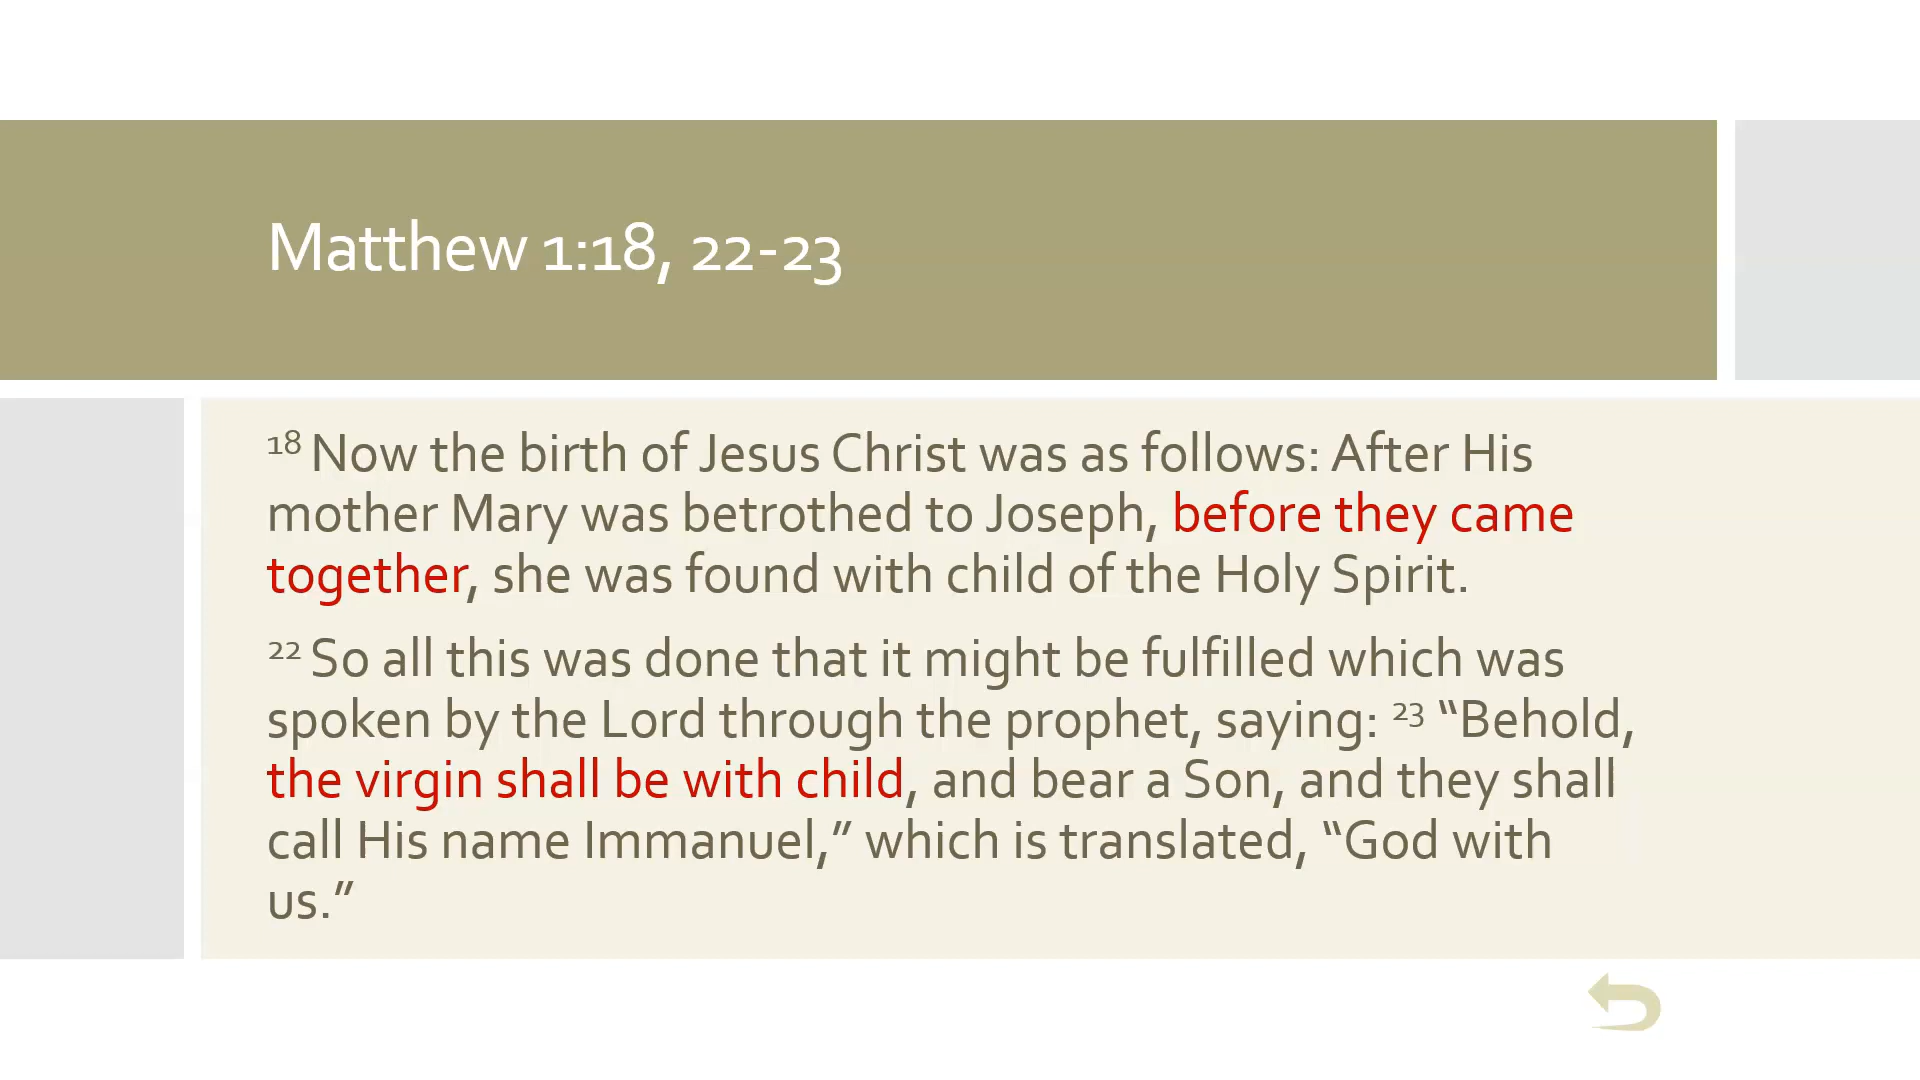 Matthew 1:18, 22-23
18 Now the birth of Jesus Christ was as follows: After His
mother Mary was betrothed to Joseph, before they came
together, she was found with child of the Holy Spirit.
22 So all this was done that it might be fulfilled which was
spoken by the Lord through the prophet, saying: 23 “Behold,
the virgin shall be with child, and bear a Son, and they shall
call His name Immanuel,” which is translated, “God with
us.”